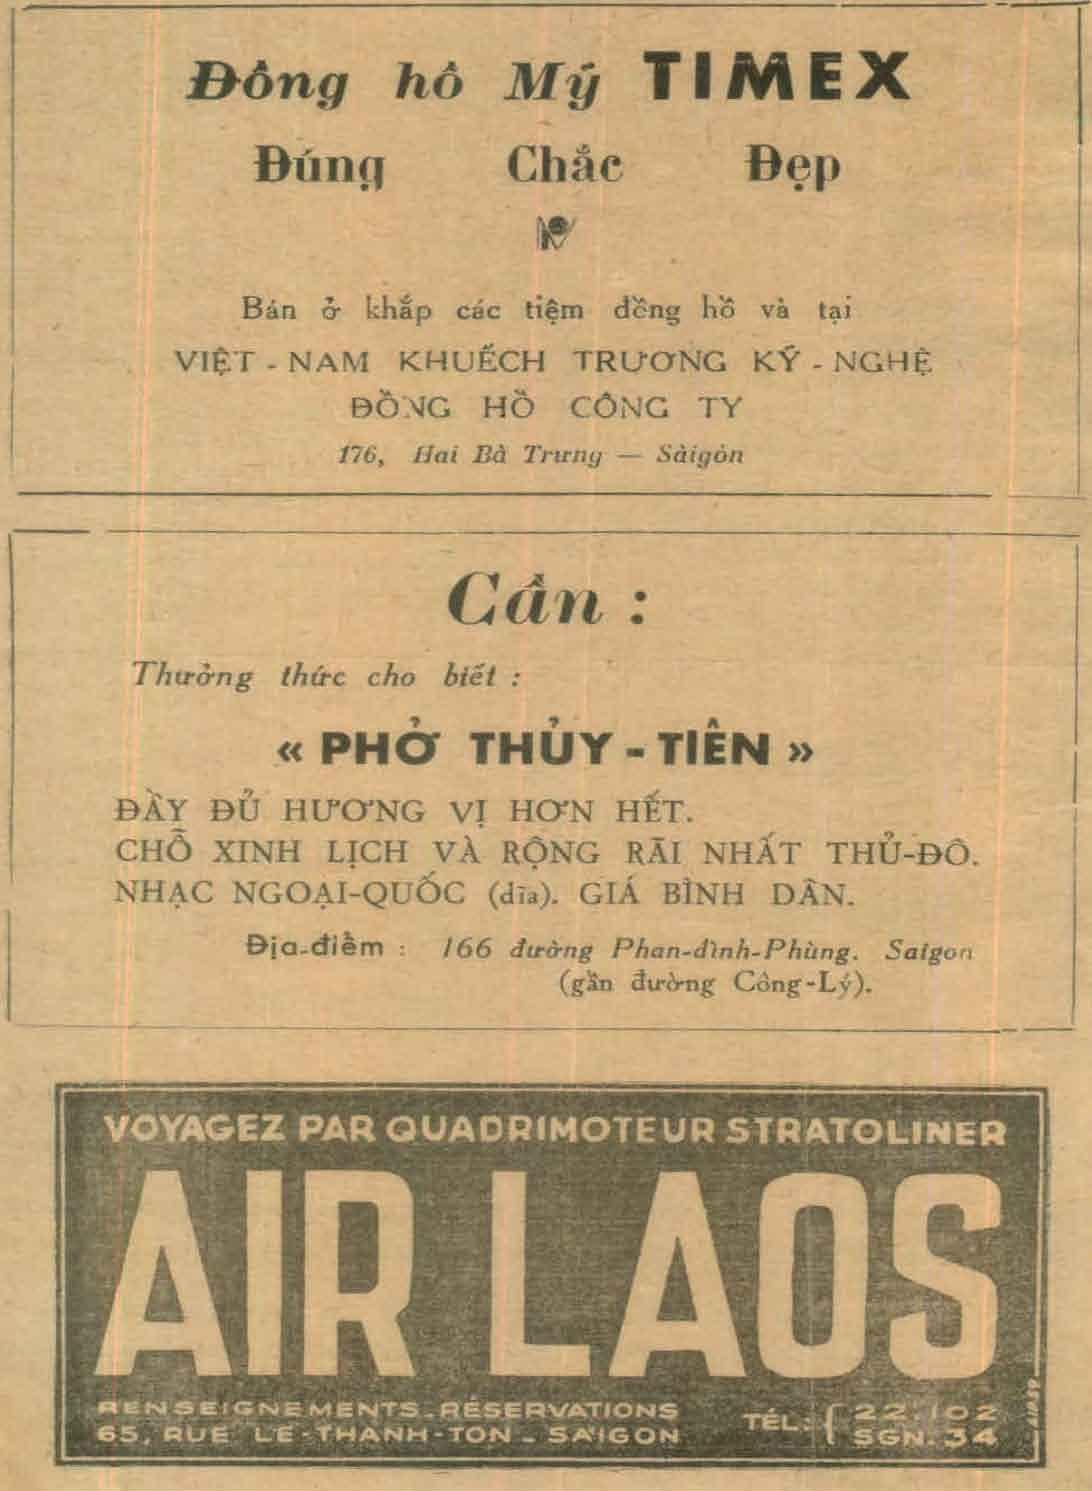 Đồng hồ Mỹ TIMEX
Đúng Chắc Đẹp
Bán ở khắp các tiệm đồng hồ và tại
VIỆT - NAM KHUẾCH TRƯƠNG KỸ - NGHỆ
ĐỒNG HỒ CÔNG TY
176, Hai Bà Trưng — Sàigòn
Cần :
Thưởng thức cho biết :
« PHỞ THỦY - TIÊN »
ĐẦY ĐỦ HƯƠNG VỊ HƠN HẾT.
CHỖ XINH LỊCH VÀ RỘNG RÃI NHẤT THỦ-ĐÔ.
NHẠC NGOẠI-QUỐC (dĩa). GIÁ BÌNH DÂN.
Địa-điểm : 166 đường Phan-đình-Phùng. Saigon
(gần đường Công-Lý).
VOYAGEZ PAR QUADRIMOTEUR STRATOLINER
AIR LAOS
RENSEIGNEMENTS-RÉSERVATIONS
65, RUE LÊ-THANH-TON - SAIGON
TÉL: { 22.102
SGN. 34